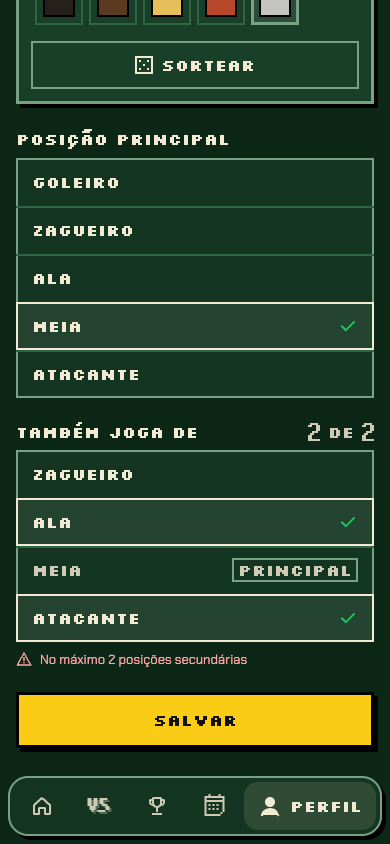 SORTEAR
POSIÇÃO PRINCIPAL
GOLEIRO
ZAGUEIRO
ALA
MEIA
ATACANTE
TAMBÉM JOGA DE 2 DE 2
ZAGUEIRO
ALA
MEIA PRINCIPAL
ATACANTE
No máximo 2 posições secundárias
SALVAR
VS PERFIL